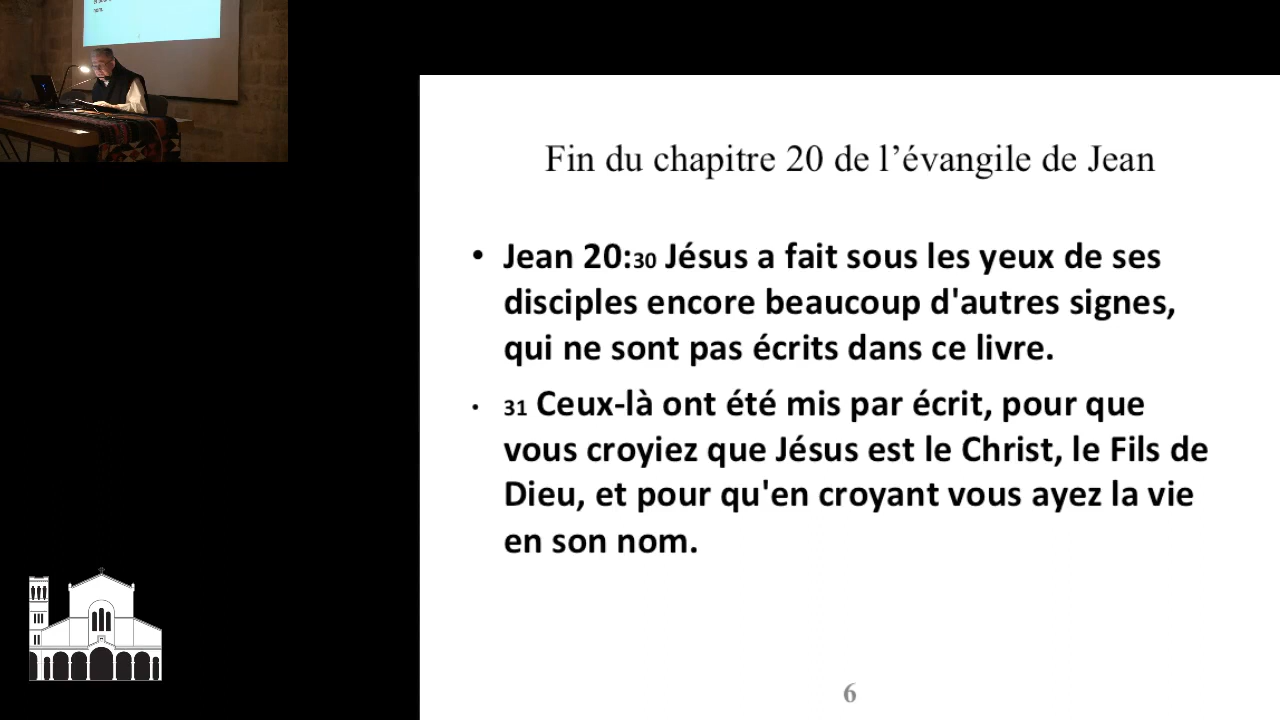 Fin du chapitre 20 de l’évangile de Jean
• Jean 20:30 Jésus a fait sous les yeux de ses
disciples encore beaucoup d'autres signes,
qui ne sont pas écrits dans ce livre.
• 31 Ceux-là ont été mis par écrit, pour que
vous croyiez que Jésus est le Christ, le Fils de
Dieu, et pour qu'en croyant vous ayez la vie
en son nom.
6